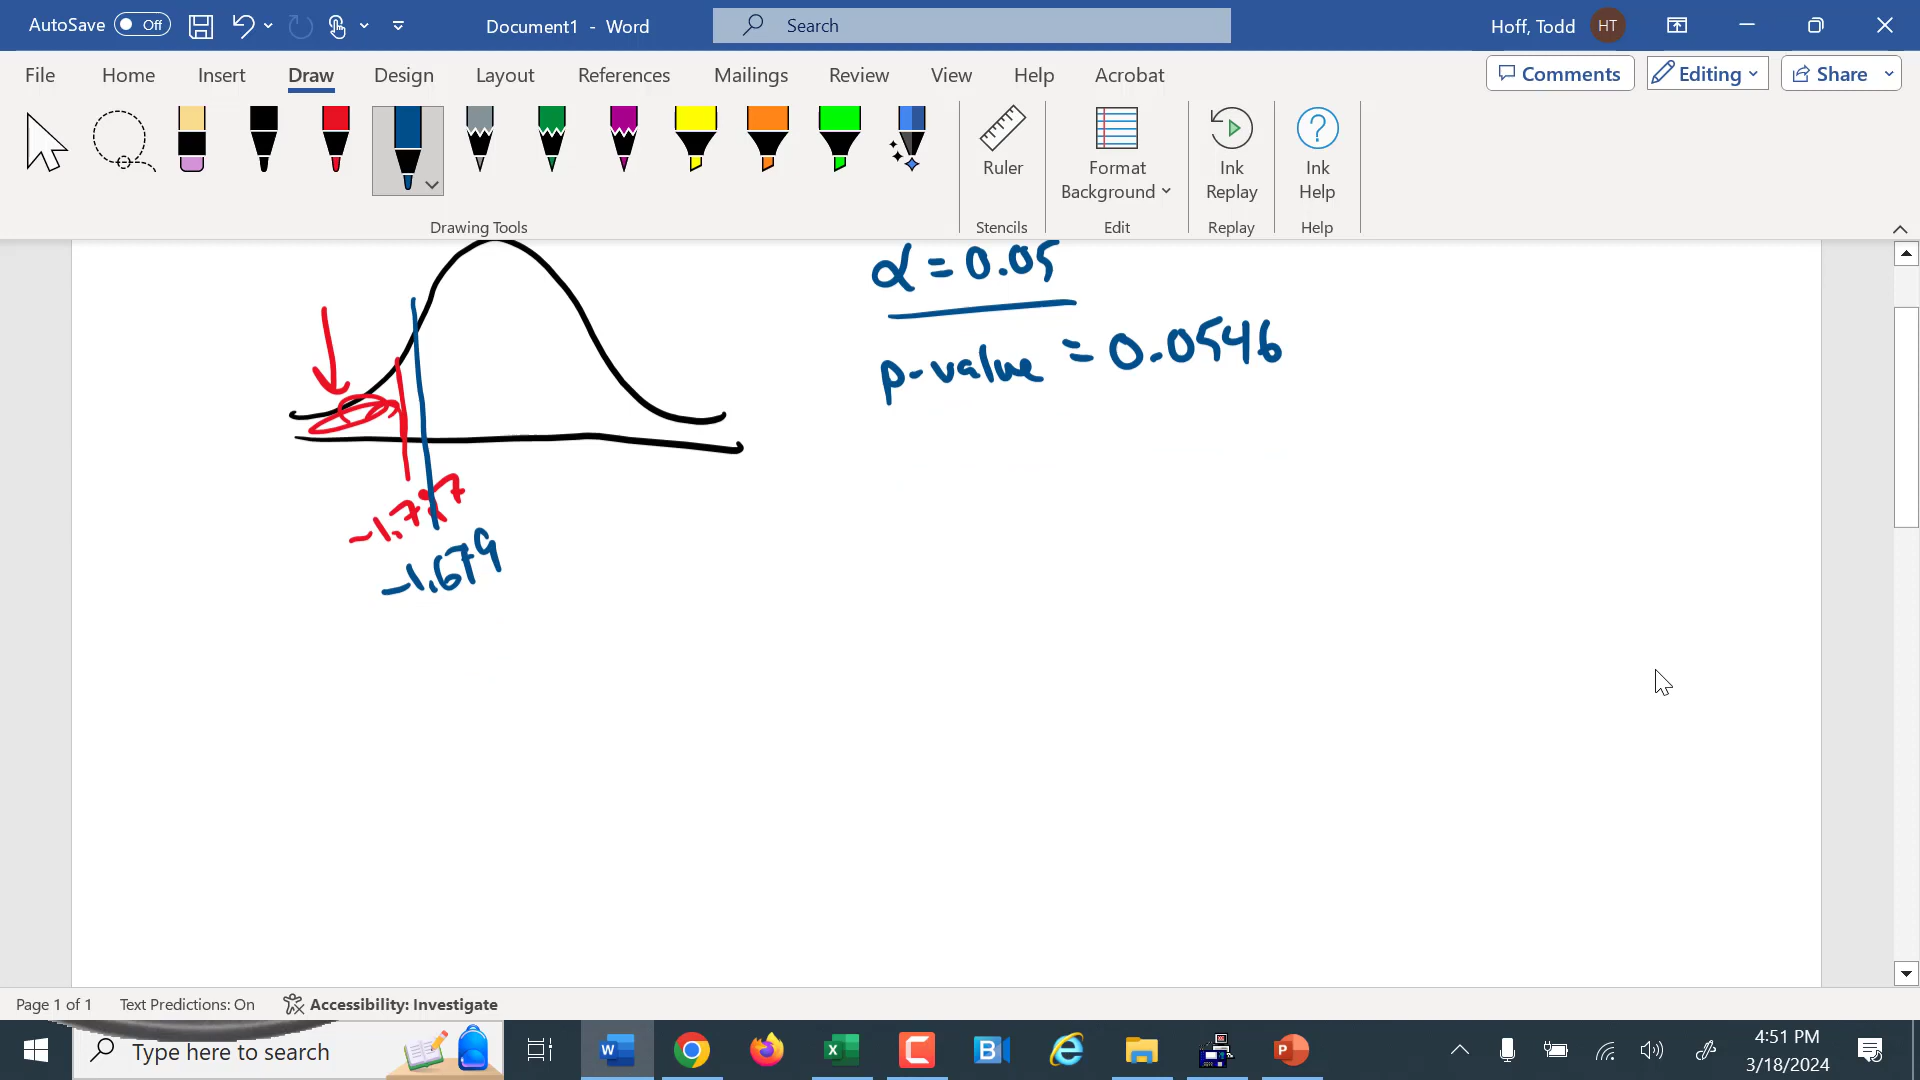 AutoSave Off Document1 - Word Search Hoff, Todd HT
File Home Insert Draw Design Layout References Mailings Review View Help Acrobat Comments Editing Share
Ruler Format Background Ink Replay Ink Help
Drawing Tools Stencils Edit Replay Help
α = 0.05
p-value = 0.0546
-1.679
Page 1 of 1 Text Predictions: On Accessibility: Investigate
Type here to search 4:51 PM
3/18/2024